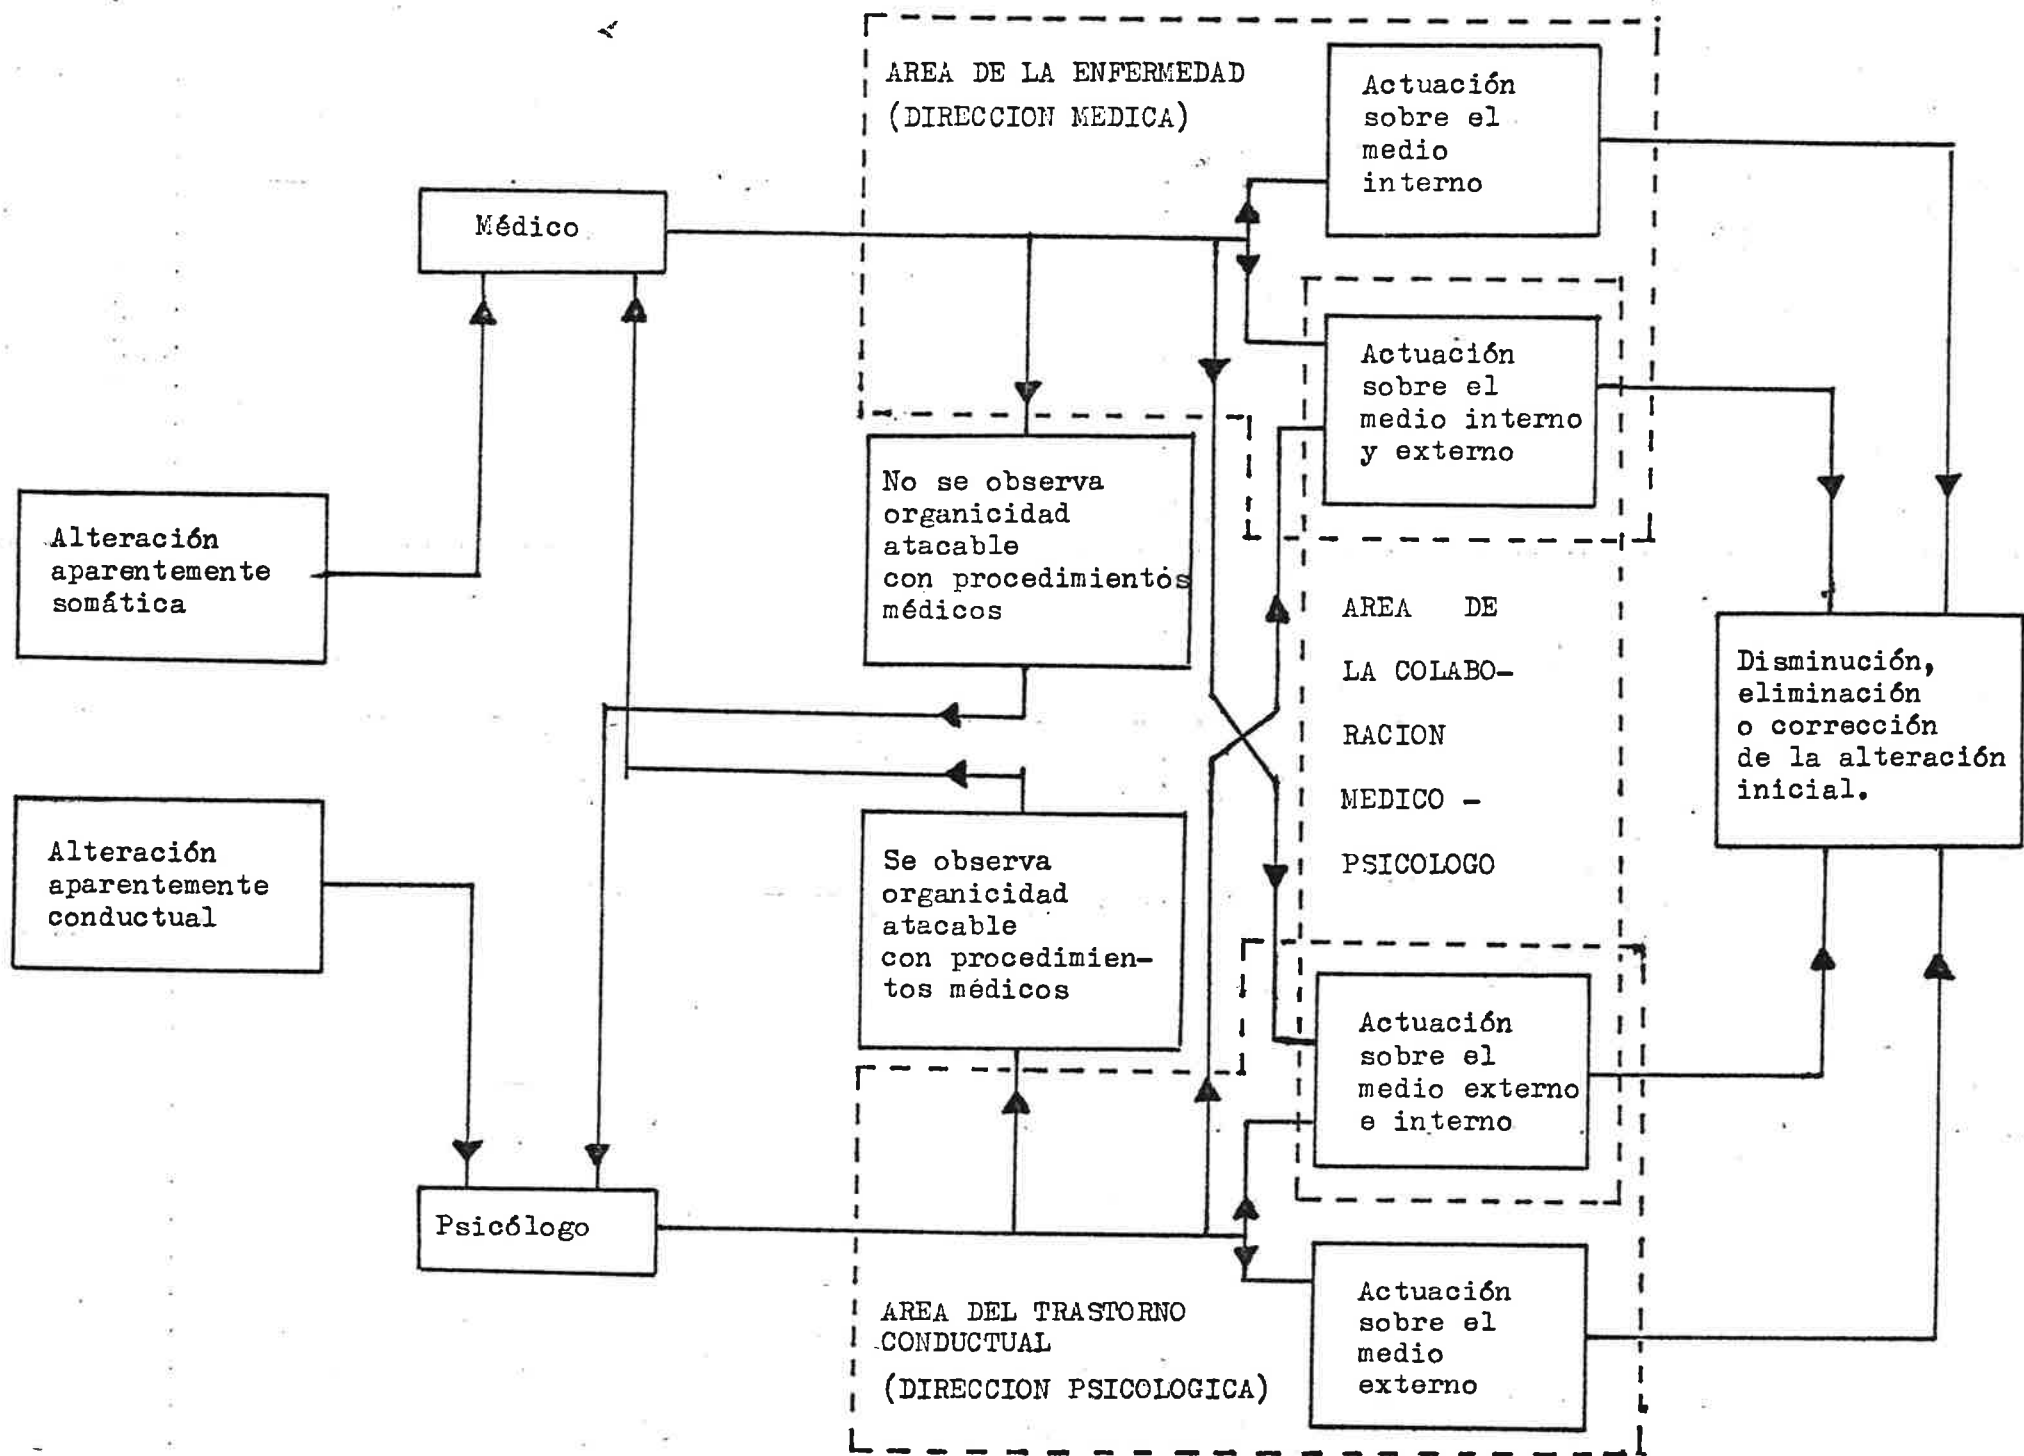 AREA DE LA ENFERMEDAD
(DIRECCION MEDICA)
Actuación
sobre el
medio
interno
Médico
Actuación
sobre el
medio interno
y externo
No se observa
organicidad
atacable
con procedimientos
médicos
Alteración
aparentemente
somática
AREA DE
LA COLABO-
RACION
MEDICO -
PSICOLOGO
Disminución,
eliminación
o corrección
de la alteración
inicial.
Alteración
aparentemente
conductual
Se observa
organicidad
atacable
con procedimien-
tos médicos
Actuación
sobre el
medio externo
e interno
Psicólogo
AREA DEL TRASTORNO
CONDUCTUAL
(DIRECCION PSICOLOGICA)
Actuación
sobre el
medio
externo